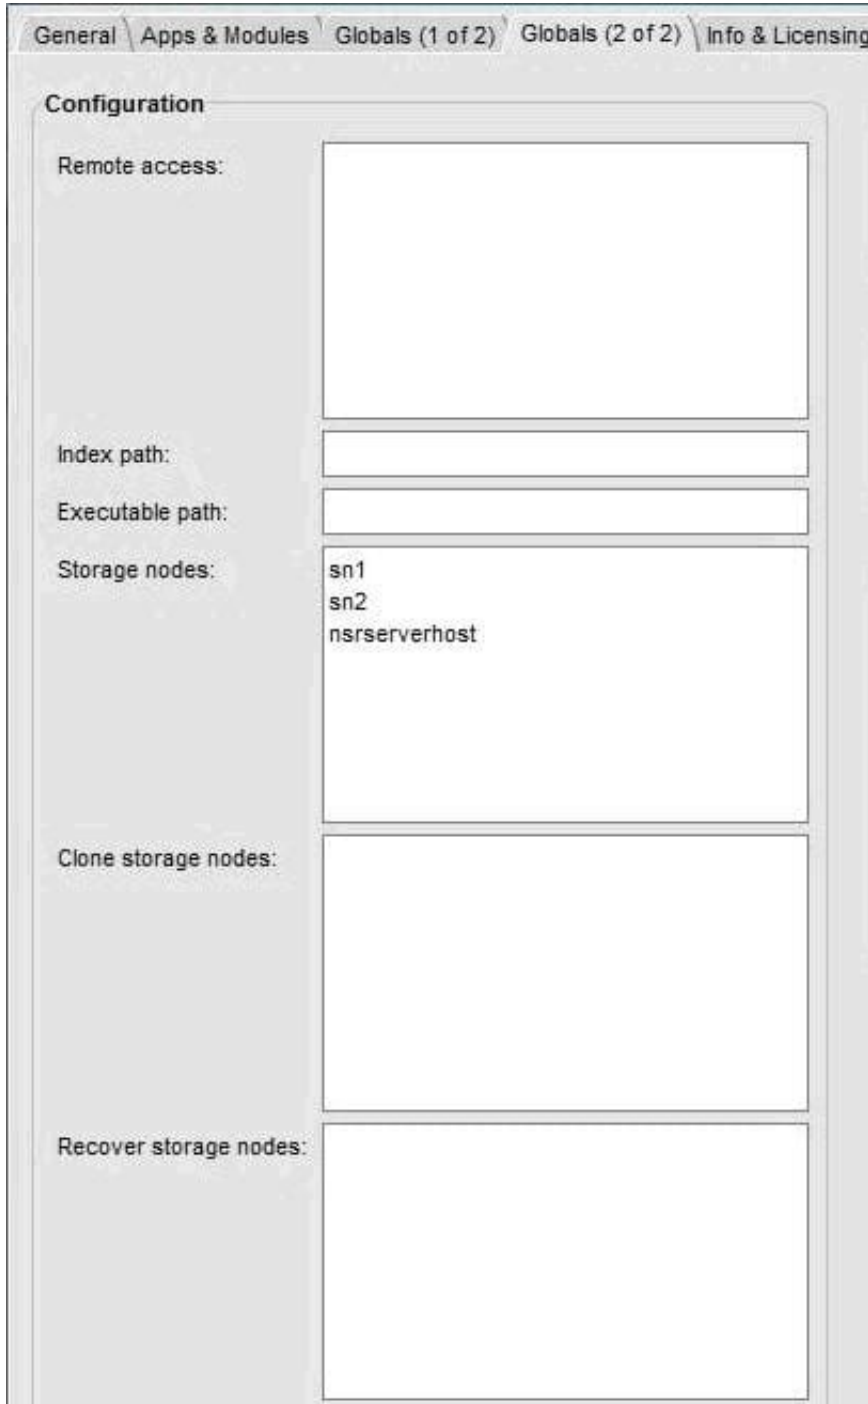 General Apps & Modules Globals (1 of 2) Globals (2 of 2) Info & Licensing
Configuration
Remote access:
Index path:
Executable path:
Storage nodes:
sn1
sn2
nsrserverhost
Clone storage nodes:
Recover storage nodes: